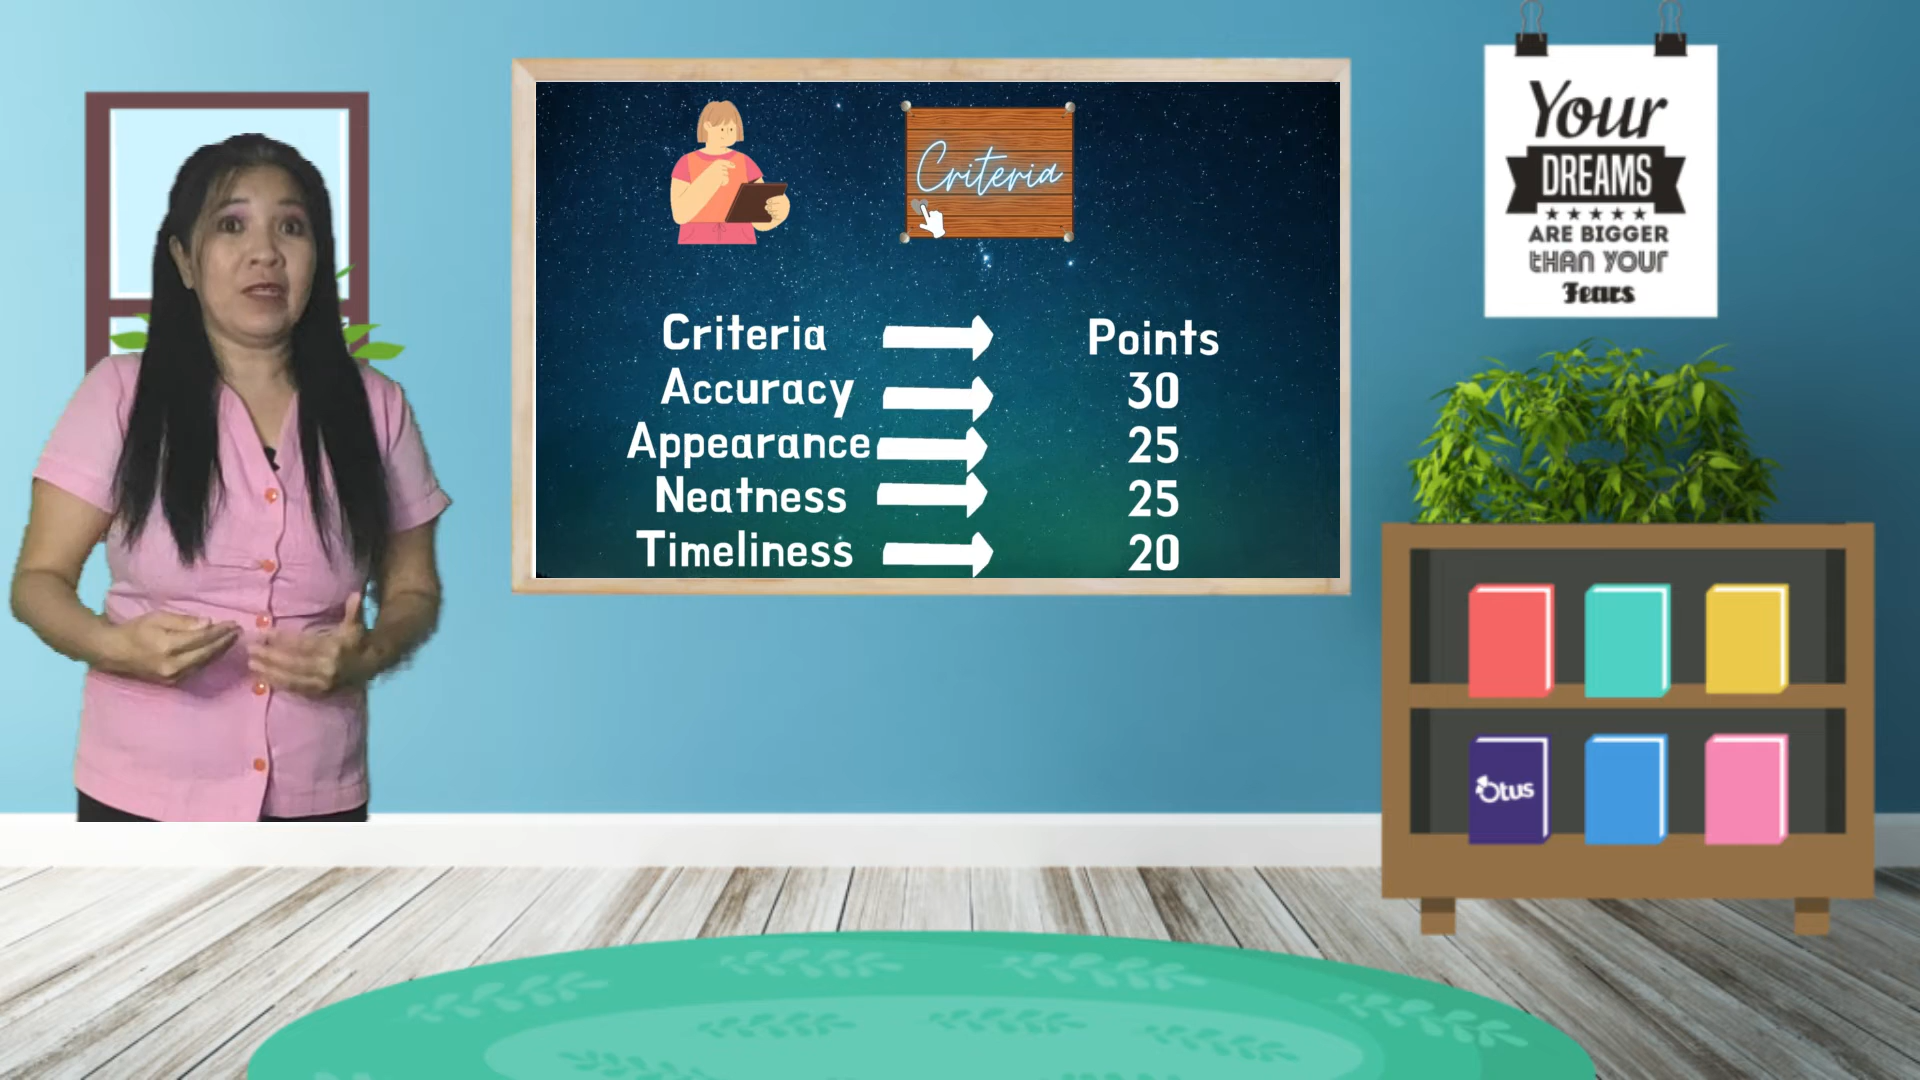 Criteria
Criteria Points
Accuracy 30
Appearance 25
Neatness 25
Timeliness 20
Your
DREAMS
ARE BIGGER
THAN YOUR
Fears
Otus